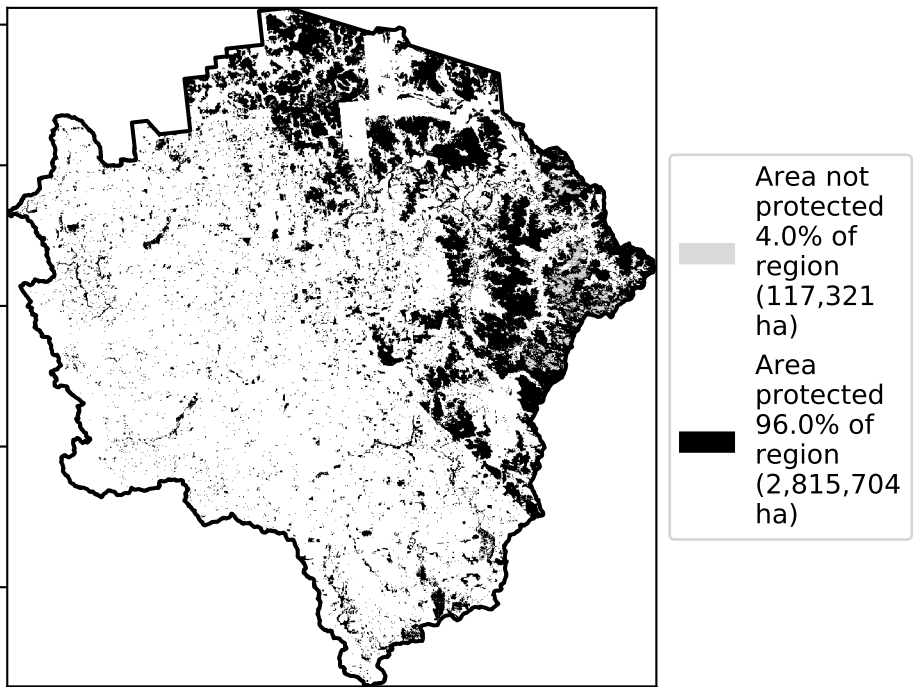 Area not
protected
4.0% of
region
(117,321
ha)
Area
protected
96.0% of
region
(2,815,704
ha)